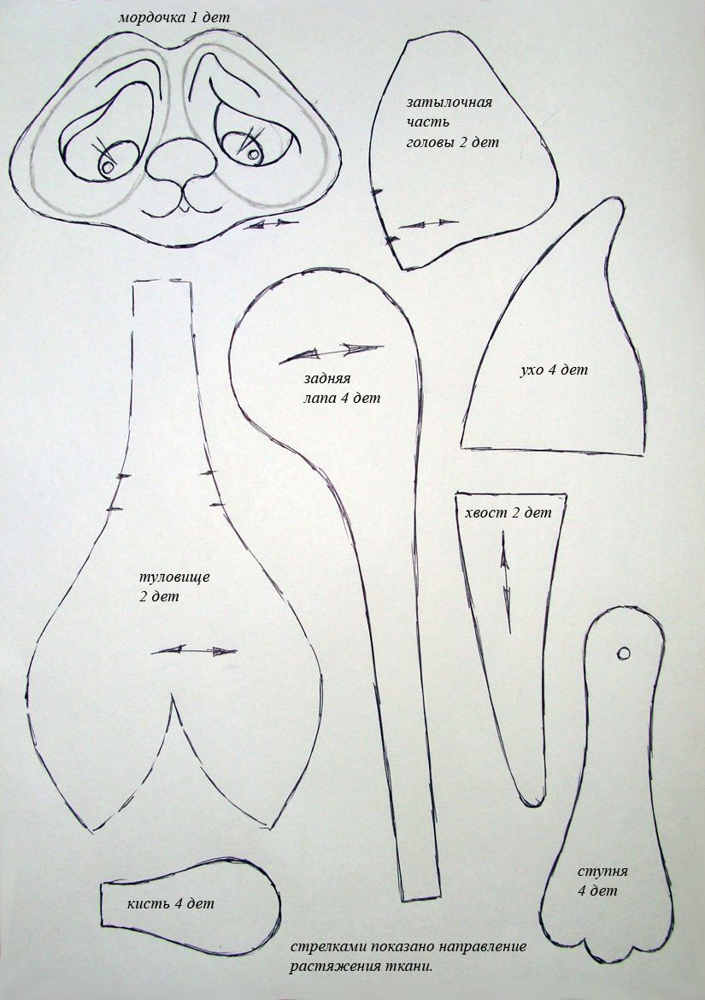 мордочка 1 дет
затылочная
часть
головы 2 дет
ухо 4 дет
задняя
лапа 4 дет
хвост 2 дет
туловище
2 дет
ступня
4 дет
кисть 4 дет
стрелками показано направление
растяжения ткани.